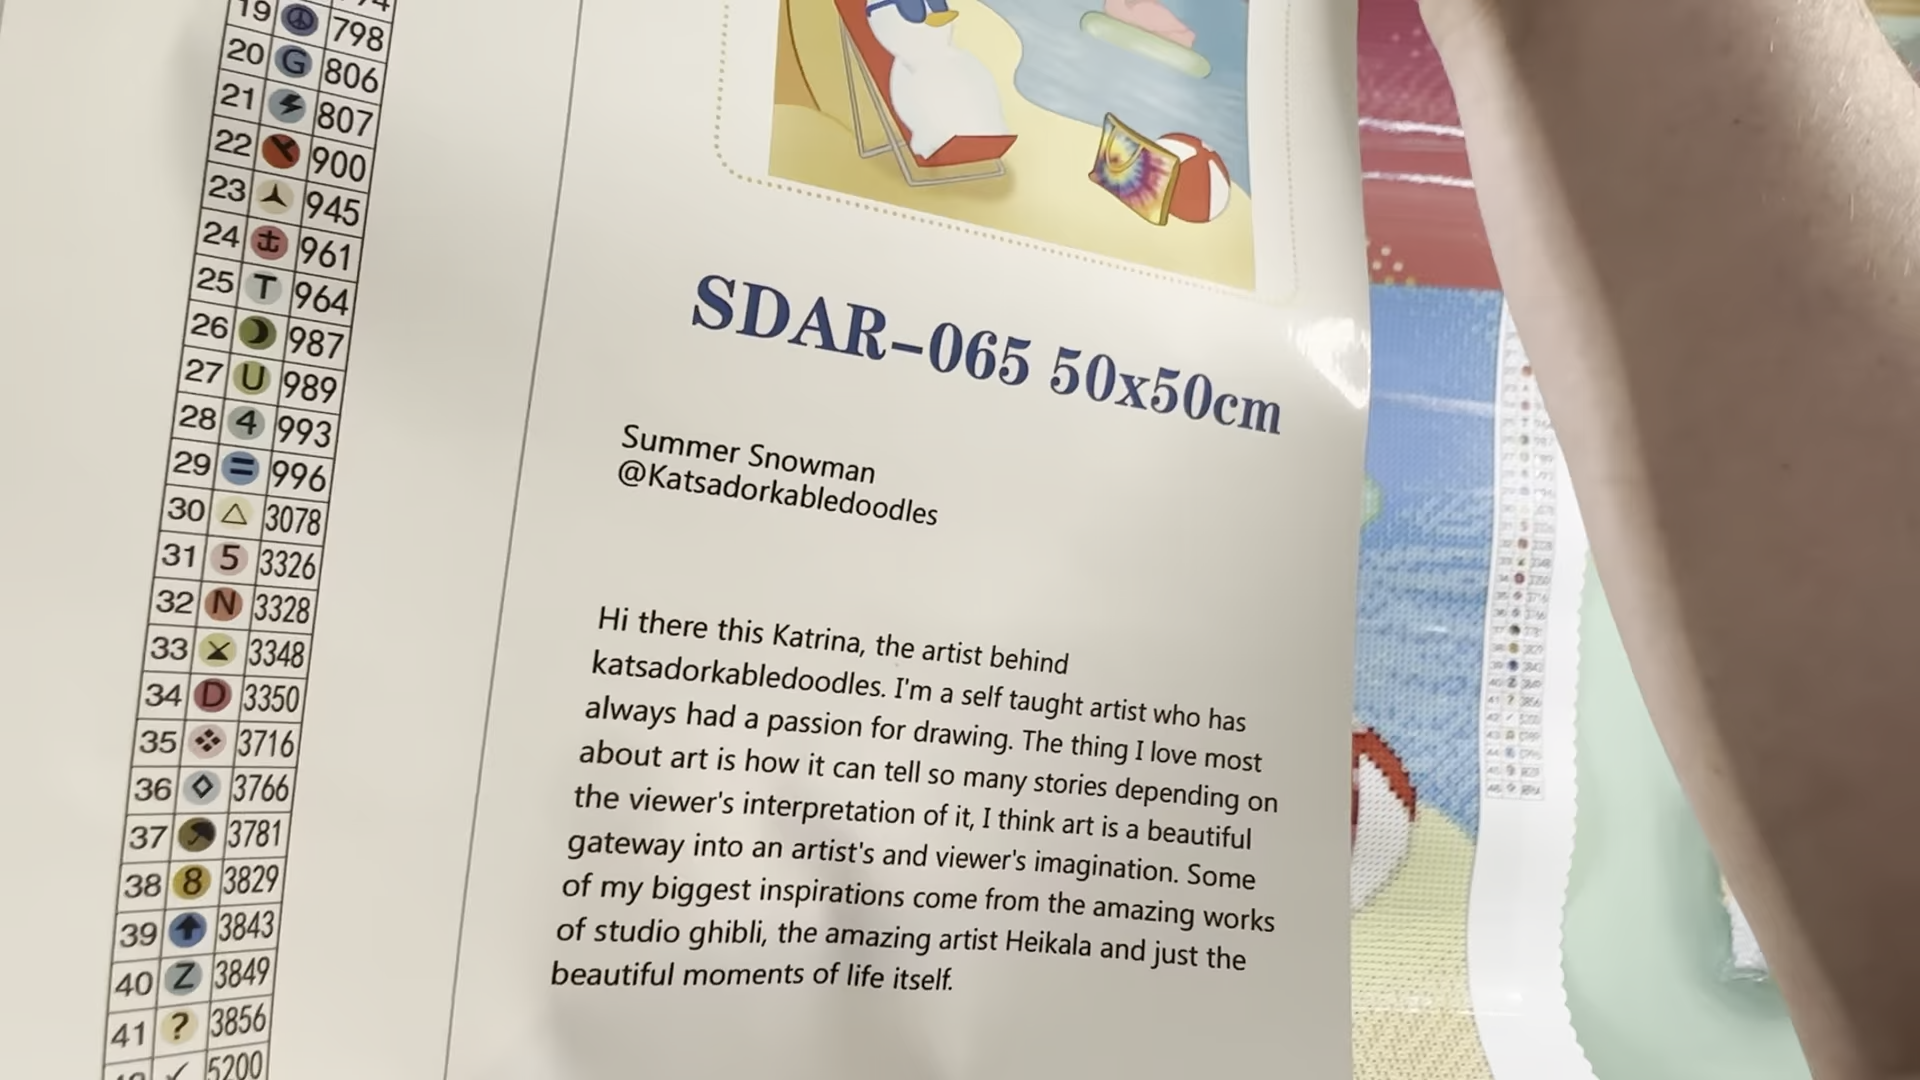 19 798
20 G 806
21 807
22 900
23 945
24 961
25 T 964
26 987
27 U 989
28 4 993
29 = 996
30 △ 3078
31 5 3326
32 N 3328
33 3348
34 D 3350
35 3716
36 ◇ 3766
37 3781
38 8 3829
39 3843
40 Z 3849
41 ? 3856
5200
SDAR-065 50x50cm
Summer Snowman
@Katsadorkabledoodles
Hi there this Katrina, the artist behind
katsadorkabledoodles. I'm a self taught artist who has
always had a passion for drawing. The thing I love most
about art is how it can tell so many stories depending on
the viewer's interpretation of it, I think art is a beautiful
gateway into an artist's and viewer's imagination. Some
of my biggest inspirations come from the amazing works
of studio ghibli, the amazing artist Heikala and just the
beautiful moments of life itself.